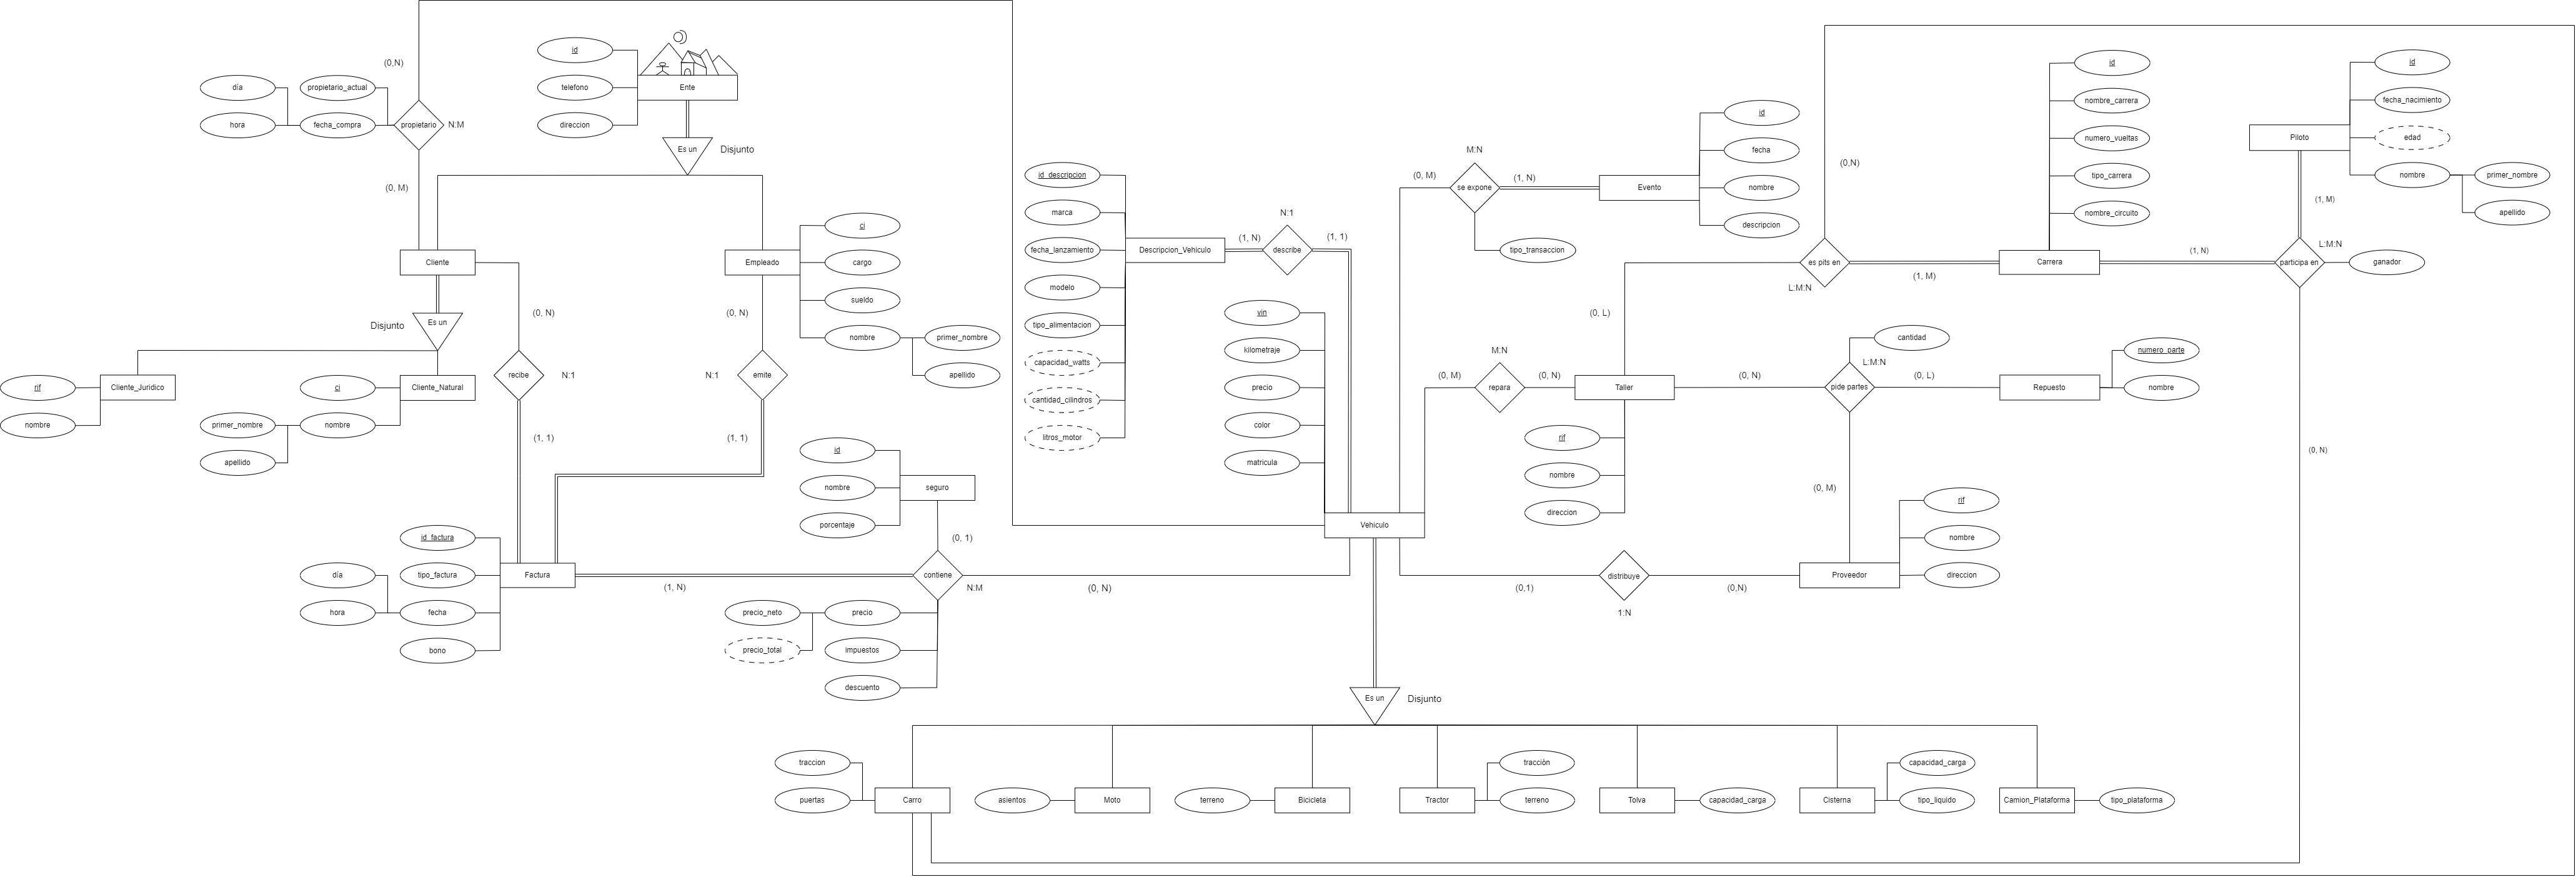 (0,N)
día
hora
propietario_actual
fecha_compra
propietario
N:M
(0, M)
id
telefono
direccion
Ente
Es un
Disjunto
Cliente
Empleado
ci
cargo
sueldo
nombre
primer_nombre
apellido
Disjunto
Es un
(0, N)
(0, N)
Cliente_Juridico
rif
nombre
Cliente_Natural
ci
nombre
primer_nombre
apellido
recibe
N:1
N:1
emite
(1, 1)
(1, 1)
id_factura
tipo_factura
fecha
bono
día
hora
Factura
(1, N)
id
nombre
porcentaje
seguro
(0, 1)
contiene
N:M
(0, N)
precio_neto
precio_total
precio
impuestos
descuento
id_descripcion
marca
fecha_lanzamiento
modelo
tipo_alimentacion
capacidad_watts
cantidad_cilindros
litros_motor
Descripcion_Vehiculo
(1, N)
N:1
describe
(1, 1)
vin
kilometraje
precio
color
matricula
Vehiculo
M:N
(0, M)
se expone
(1, N)
tipo_transaccion
Evento
id
fecha
nombre
descripcion
M:N
(0, M)
repara
(0, N)
Taller
rif
nombre
direccion
(0, L)
(0,N)
es pits en
L:M:N
(1, M)
Carrera
id
nombre_carrera
numero_vueltas
tipo_carrera
nombre_circuito
(1, N)
Piloto
id
fecha_nacimiento
edad
nombre
primer_nombre
apellido
(1, M)
L:M:N
participa en
ganador
(0, N)
cantidad
L:M:N
(0, N)
pide partes
(0, L)
Repuesto
numero_parte
nombre
(0, M)
Proveedor
rif
nombre
direccion
(0,1)
distribuye
(0,N)
1:N
Es un
Disjunto
traccion
puertas
Carro
asientos
Moto
terreno
Bicicleta
Tractor
tracción
terreno
Tolva
capacidad_carga
Cisterna
capacidad_carga
tipo_liquido
Camion_Plataforma
tipo_plataforma